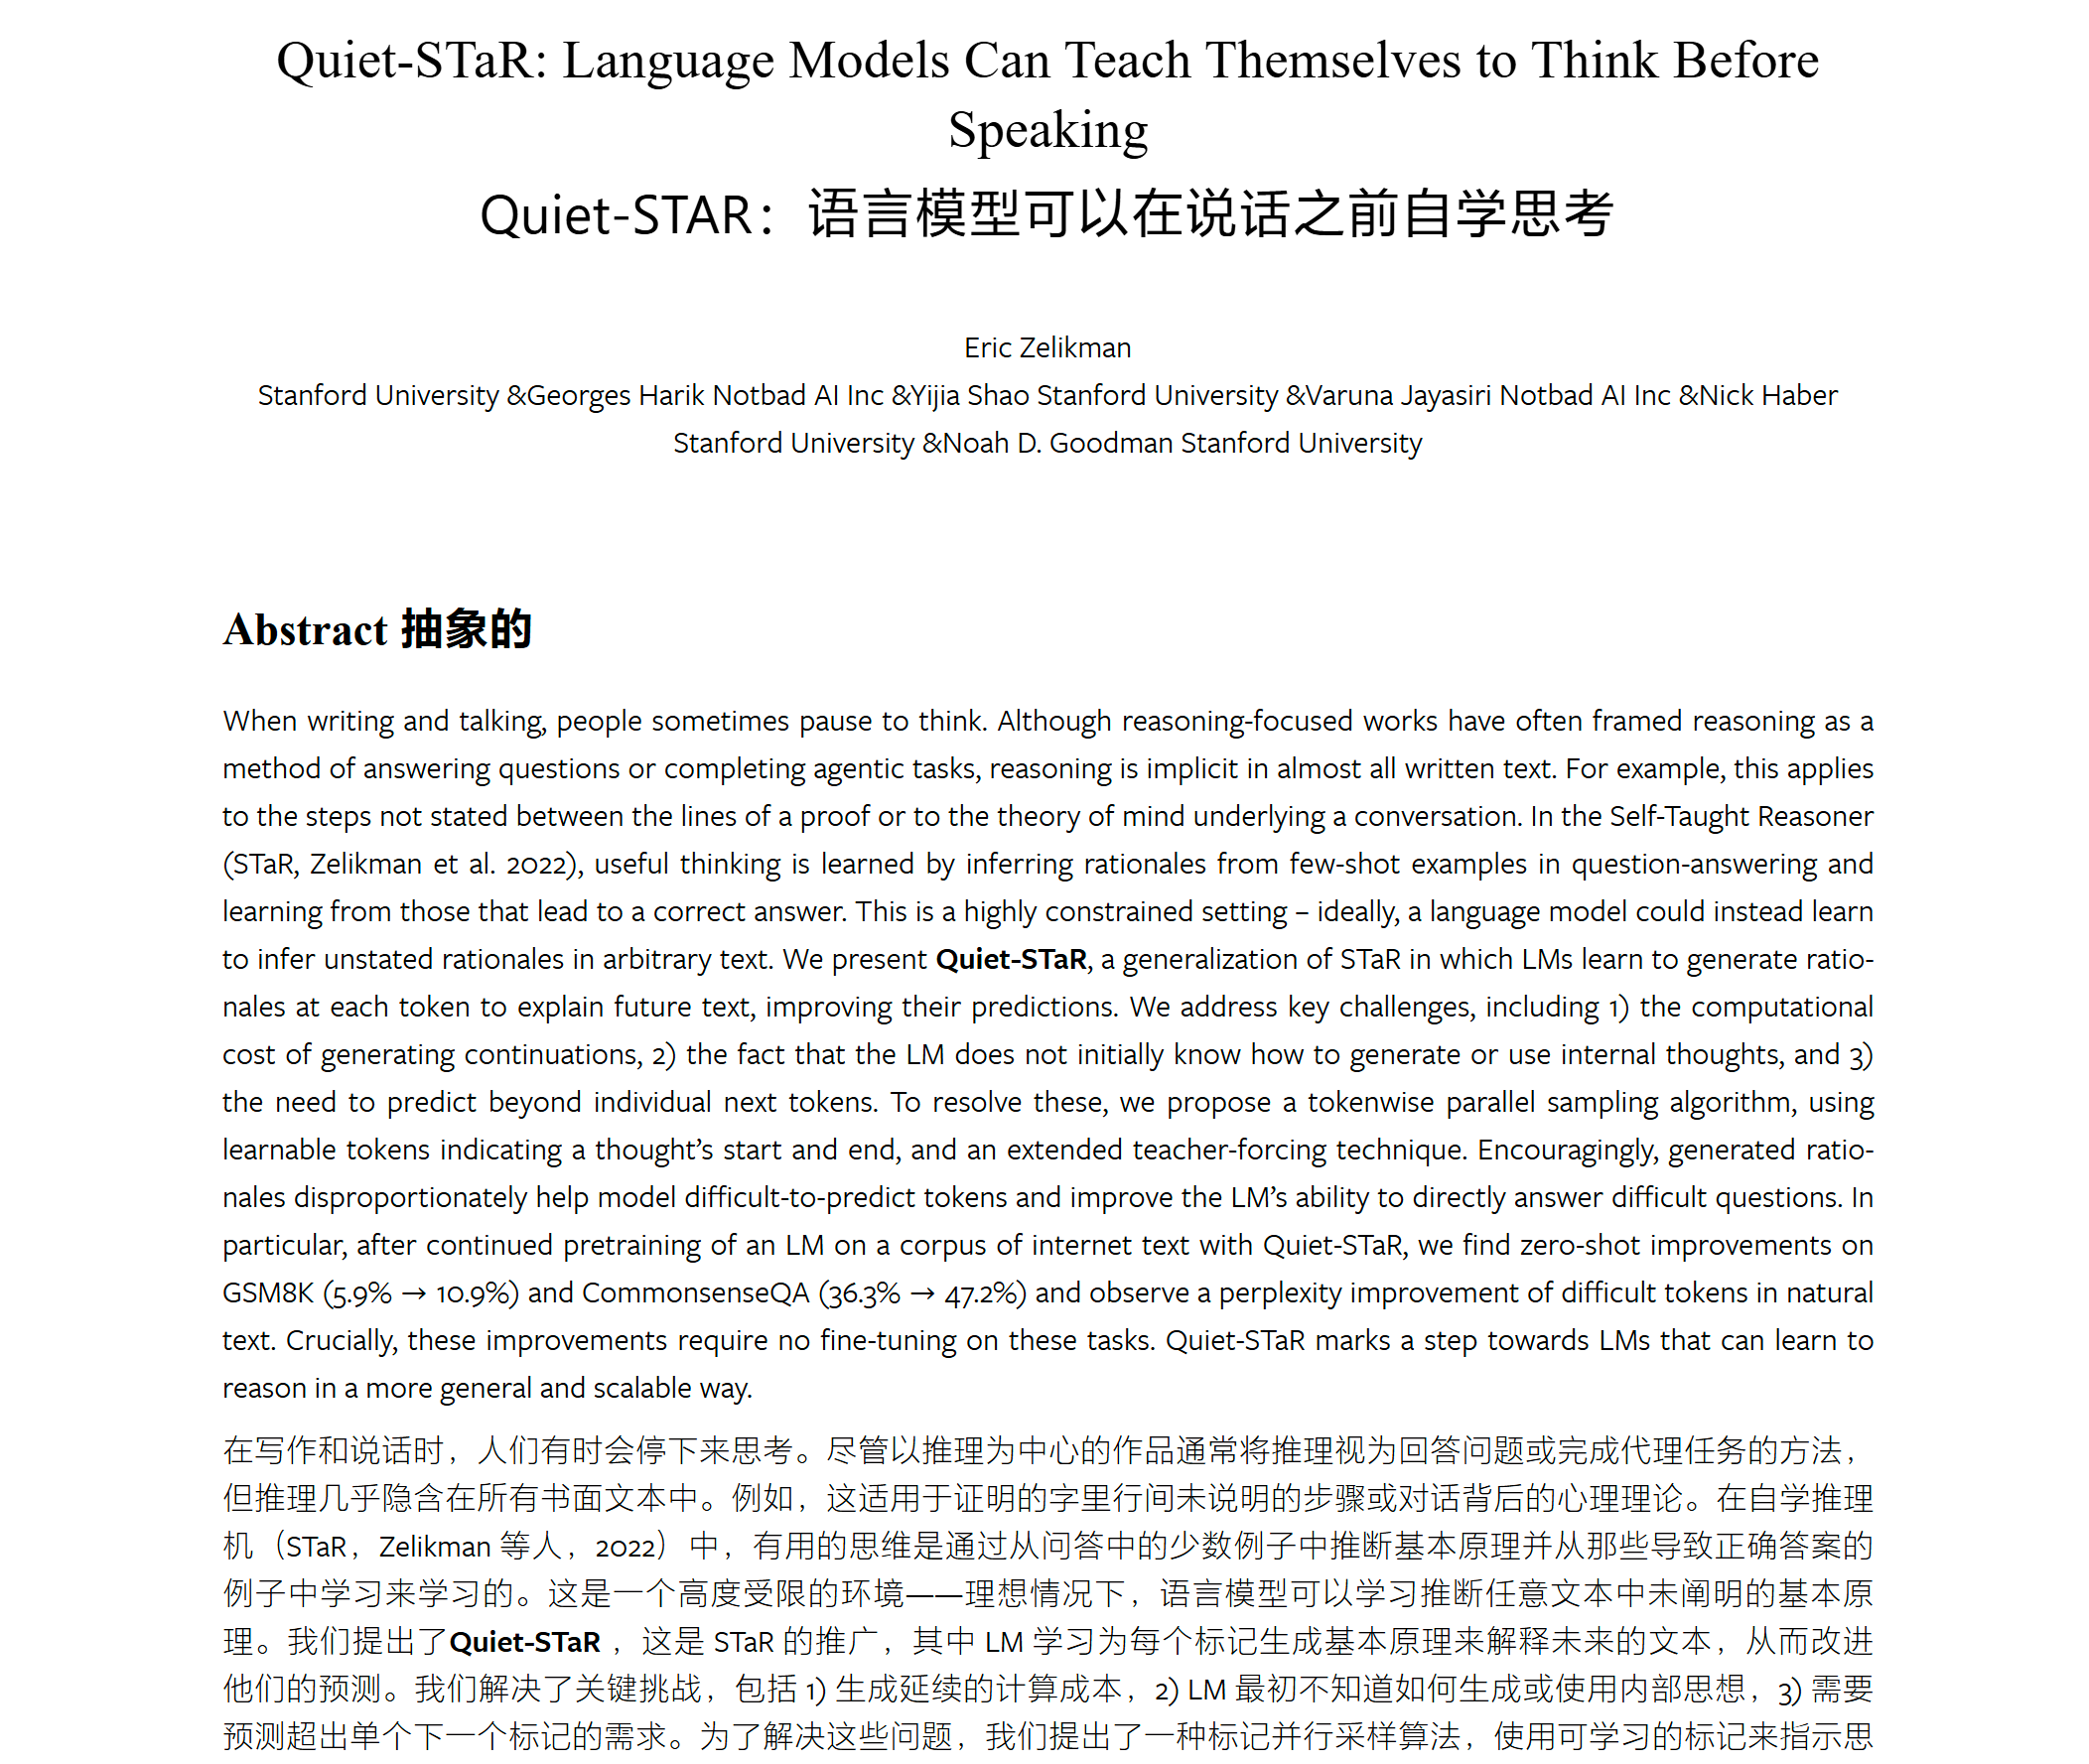 Quiet-STaR: Language Models Can Teach Themselves to Think Before
Speaking
Quiet-STAR：语言模型可以在说话之前自学思考
Eric Zelikman
Stanford University &Georges Harik Notbad AI Inc &Yijia Shao Stanford University &Varuna Jayasiri Notbad AI Inc &Nick Haber
Stanford University &Noah D. Goodman Stanford University
Abstract 抽象的
When writing and talking, people sometimes pause to think. Although reasoning-focused works have often framed reasoning as a
method of answering questions or completing agentic tasks, reasoning is implicit in almost all written text. For example, this applies
to the steps not stated between the lines of a proof or to the theory of mind underlying a conversation. In the Self-Taught Reasoner
(STaR, Zelikman et al. 2022), useful thinking is learned by inferring rationales from few-shot examples in question-answering and
learning from those that lead to a correct answer. This is a highly constrained setting – ideally, a language model could instead learn
to infer unstated rationales in arbitrary text. We present Quiet-STaR, a generalization of STaR in which LMs learn to generate ratio-
nales at each token to explain future text, improving their predictions. We address key challenges, including 1) the computational
cost of generating continuations, 2) the fact that the LM does not initially know how to generate or use internal thoughts, and 3)
the need to predict beyond individual next tokens. To resolve these, we propose a tokenwise parallel sampling algorithm, using
learnable tokens indicating a thought’s start and end, and an extended teacher-forcing technique. Encouragingly, generated ratio-
nales disproportionately help model difficult-to-predict tokens and improve the LM’s ability to directly answer difficult questions. In
particular, after continued pretraining of an LM on a corpus of internet text with Quiet-STaR, we find zero-shot improvements on
GSM8K (5.9% → 10.9%) and CommonsenseQA (36.3% → 47.2%) and observe a perplexity improvement of difficult tokens in natural
text. Crucially, these improvements require no fine-tuning on these tasks. Quiet-STaR marks a step towards LMs that can learn to
reason in a more general and scalable way.
在写作和说话时，人们有时会停下来思考。尽管以推理为中心的作品通常将推理视为回答问题或完成代理任务的方法，
但推理几乎隐含在所有书面文本中。例如，这适用于证明的字里行间未说明的步骤或对话背后的心理理论。在自学推理
机（STaR，Zelikman 等人，2022）中，有用的思维是通过从问答中的少数例子中推断基本原理并从那些导致正确答案的
例子中学习来学习的。这是一个高度受限的环境——理想情况下，语言模型可以学习推断任意文本中未阐明的基本原
理。我们提出了Quiet-STaR ，这是 STaR 的推广，其中 LM 学习为每个标记生成基本原理来解释未来的文本，从而改进
他们的预测。我们解决了关键挑战，包括 1) 生成延续的计算成本，2) LM 最初不知道如何生成或使用内部思想，3) 需要
预测超出单个下一个标记的需求。为了解决这些问题，我们提出了一种标记并行采样算法，使用可学习的标记来指示思